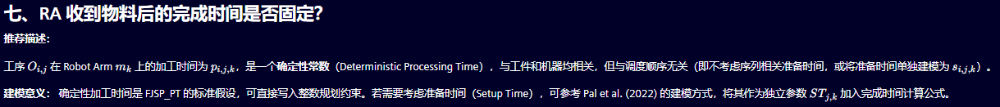 七、RA 收到物料后的完成时间是否固定？
推荐描述：
工序 O_{i,j} 在 Robot Arm m_k 上的加工时间为 p_{i,j,k}，是一个确定性常数（Deterministic Processing Time），与工件和机器均相关，但与调度顺序无关（即不考虑序列相关准备时间，或将准备时间单独建模为 s_{i,j,k}）。
建模意义： 确定性加工时间是 FJSP_PT 的标准假设，可直接写入整数规划约束。若需要考虑准备时间（Setup Time），可参考 Pal et al. (2022) 的建模方式，将其作为独立参数 ST_{j,k} 加入完成时间计算公式。